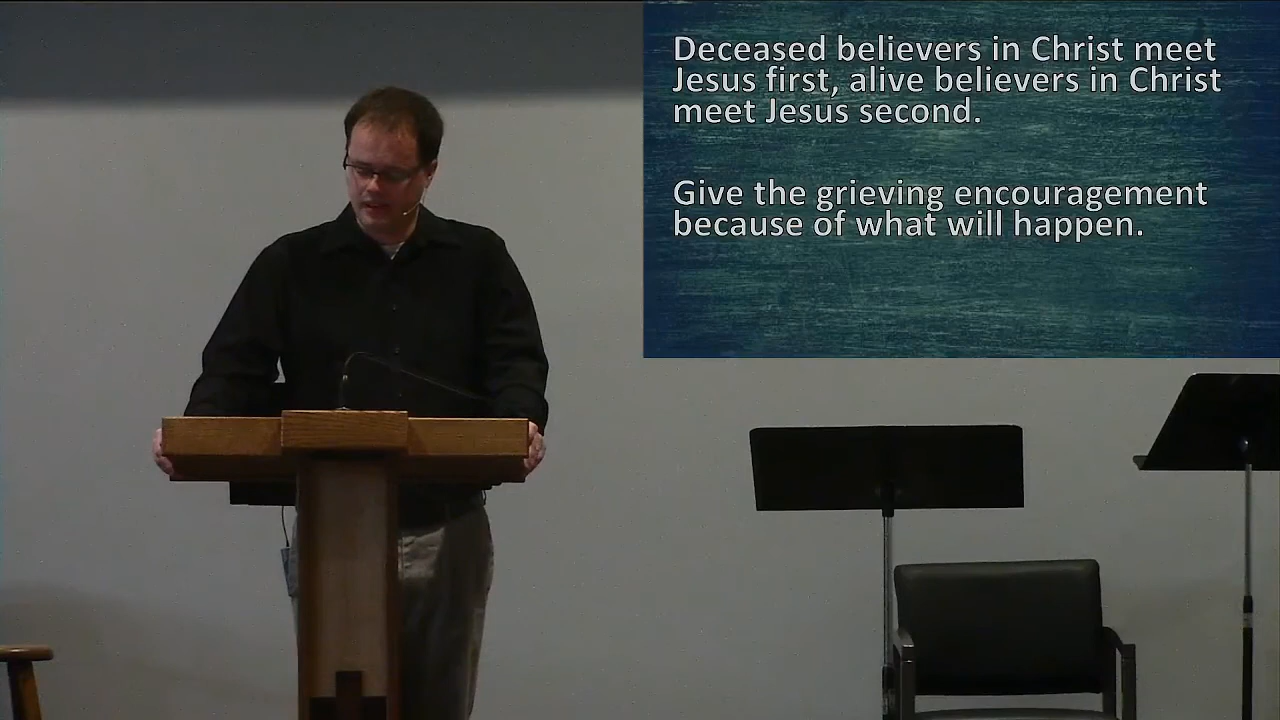 Deceased believers in Christ meet
Jesus first, alive believers in Christ
meet Jesus second.
Give the grieving encouragement
because of what will happen.